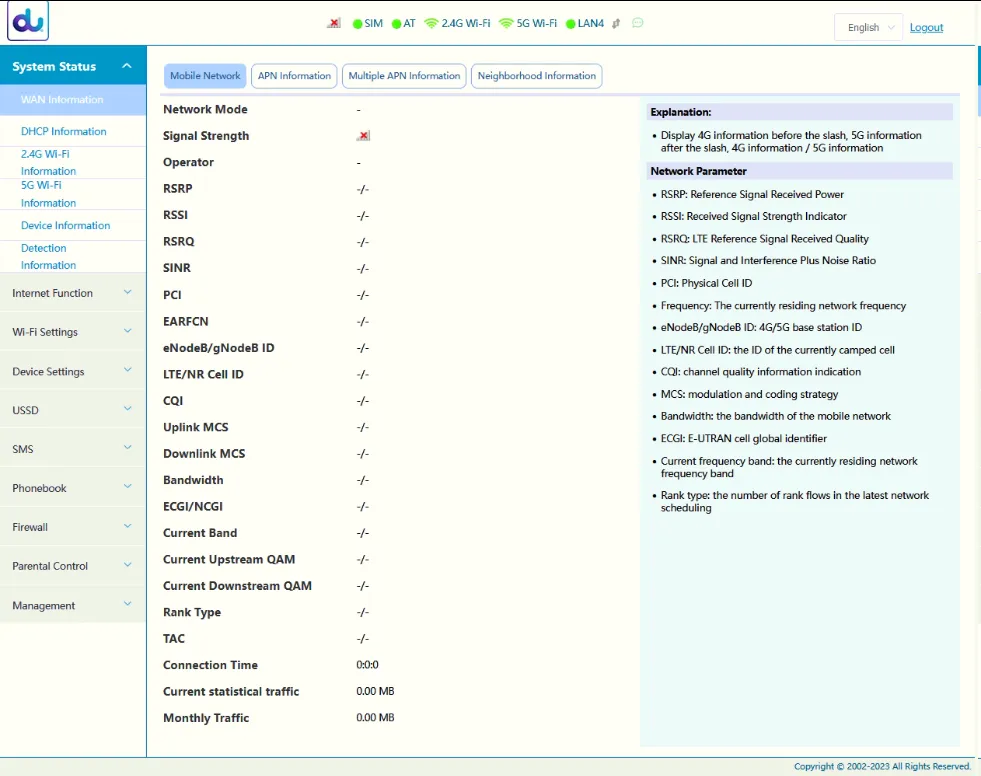 du
SIM AT 2.4G Wi-Fi 5G Wi-Fi LAN4
English Logout
System Status
WAN Information
DHCP Information
2.4G Wi-Fi
Information
5G Wi-Fi
Information
Device Information
Detection
Information
Internet Function
Wi-Fi Settings
Device Settings
USSD
SMS
Phonebook
Firewall
Parental Control
Management
Mobile Network APN Information Multiple APN Information Neighborhood Information
Network Mode -
Signal Strength
Operator -
RSRP -/-
RSSI -/-
RSRQ -/-
SINR -/-
PCI -/-
EARFCN -/-
eNodeB/gNodeB ID -/-
LTE/NR Cell ID -/-
CQI -/-
Uplink MCS -/-
Downlink MCS -/-
Bandwidth -/-
ECGI/NCGI -/-
Current Band -/-
Current Upstream QAM -/-
Current Downstream QAM -/-
Rank Type -/-
TAC -/-
Connection Time 0:0:0
Current statistical traffic 0.00 MB
Monthly Traffic 0.00 MB
Explanation:
• Display 4G information before the slash, 5G information
after the slash, 4G information / 5G information
Network Parameter
• RSRP: Reference Signal Received Power
• RSSI: Received Signal Strength Indicator
• RSRQ: LTE Reference Signal Received Quality
• SINR: Signal and Interference Plus Noise Ratio
• PCI: Physical Cell ID
• Frequency: The currently residing network frequency
• eNodeB/gNodeB ID: 4G/5G base station ID
• LTE/NR Cell ID: the ID of the currently camped cell
• CQI: channel quality information indication
• MCS: modulation and coding strategy
• Bandwidth: the bandwidth of the mobile network
• ECGI: E-UTRAN cell global identifier
• Current frequency band: the currently residing network
frequency band
• Rank type: the number of rank flows in the latest network
scheduling
Copyright © 2002-2023 All Rights Reserved.